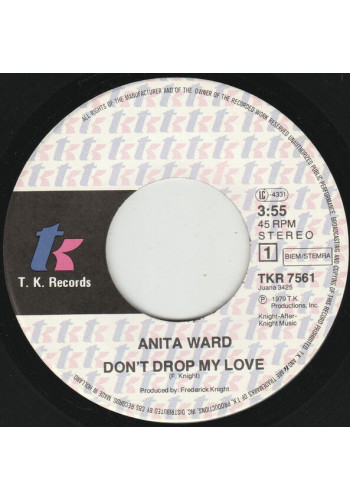 ALL RIGHTS OF THE MANUFACTURER AND OF THE OWNER OF THE RECORDED WORK RESERVED UNAUTHORIZED PUBLIC PERFORMANCE, BROADCASTING AND COPYING OF THIS RECORD PROHIBITED.
tk
T. K. Records
LC-4331
3:55
45 RPM
STEREO
1
BIEM/STEMRA
TKR 7561
Juana 3425
Ⓟ 1979 T.K.
Productions, Inc.
Knight-After-
Knight Music
ANITA WARD
DON'T DROP MY LOVE
(F. Knight)
Produced by: Frederick Knight
T.K. AND ARE TRADEMARKS OF T.K. PRODUCTIONS, INC. DISTRIBUTED BY CBS RECORDS. MADE IN HOLLAND